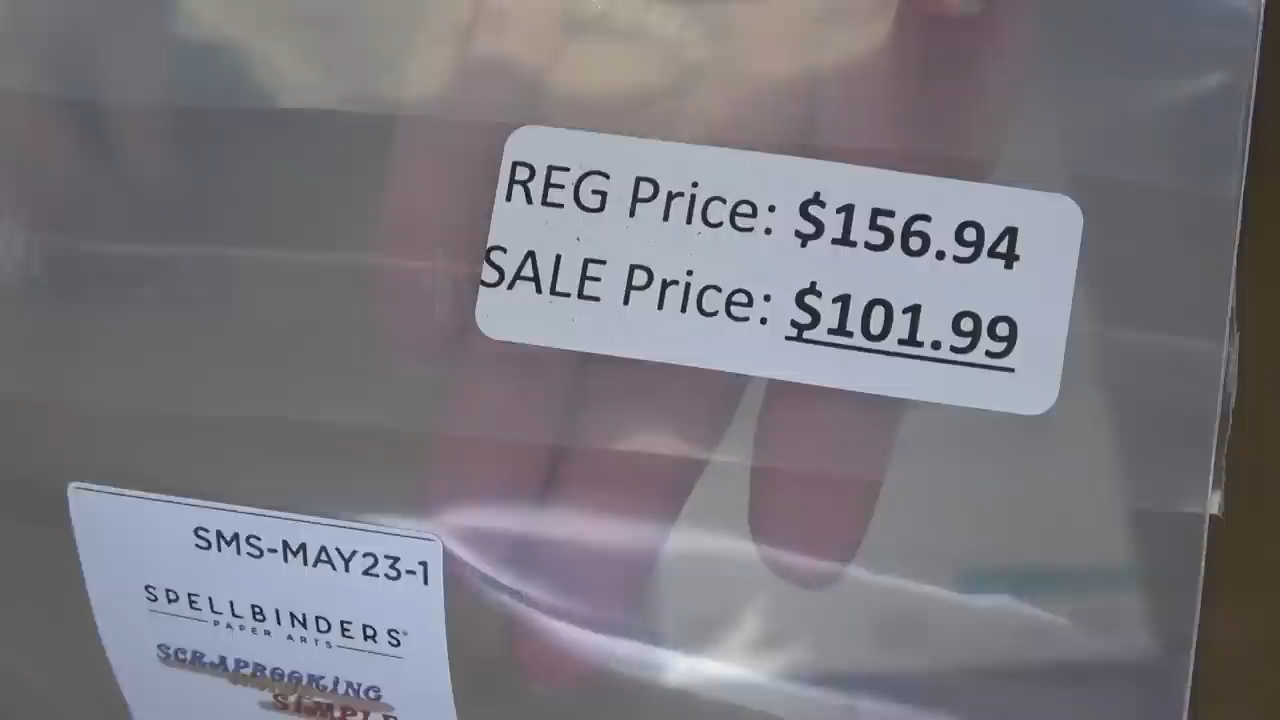 REG Price: $156.94
SALE Price: $101.99
SMS-MAY23-1
SPELLBINDERS®
PAPER ARTS
SCRAPBOOKING